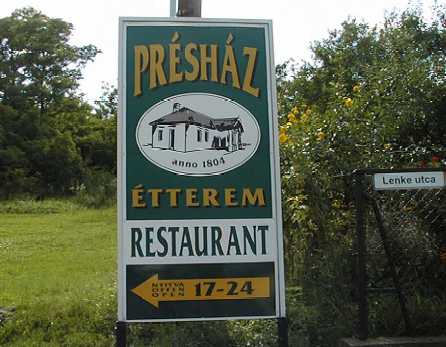 PRÉSHÁZ
anno 1804
ÉTTEREM
RESTAURANT
NYITVA
OFFEN
OPEN
17-24
Lenke utca